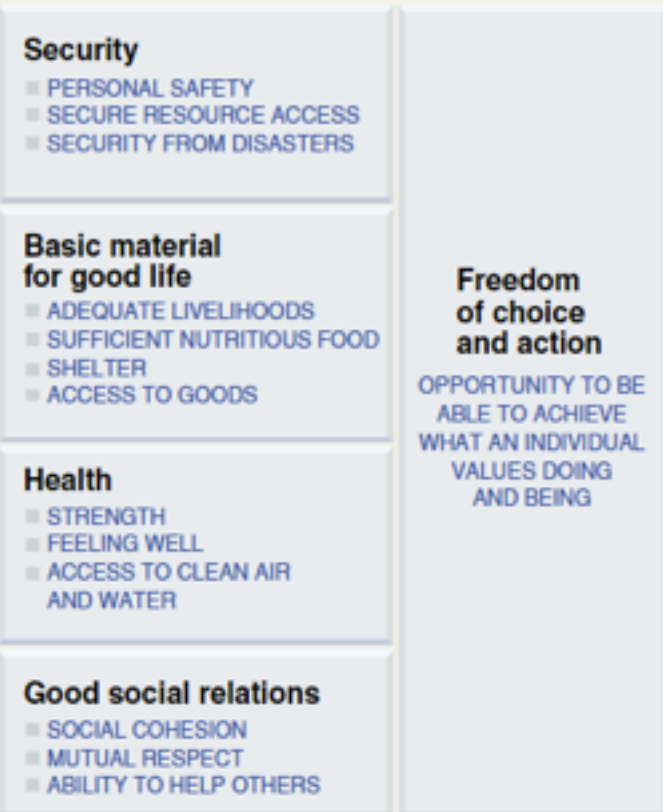 Security
PERSONAL SAFETY
SECURE RESOURCE ACCESS
SECURITY FROM DISASTERS
Basic material
for good life
ADEQUATE LIVELIHOODS
SUFFICIENT NUTRITIOUS FOOD
SHELTER
ACCESS TO GOODS
Health
STRENGTH
FEELING WELL
ACCESS TO CLEAN AIR
AND WATER
Good social relations
SOCIAL COHESION
MUTUAL RESPECT
ABILITY TO HELP OTHERS
Freedom
of choice
and action
OPPORTUNITY TO BE
ABLE TO ACHIEVE
WHAT AN INDIVIDUAL
VALUES DOING
AND BEING